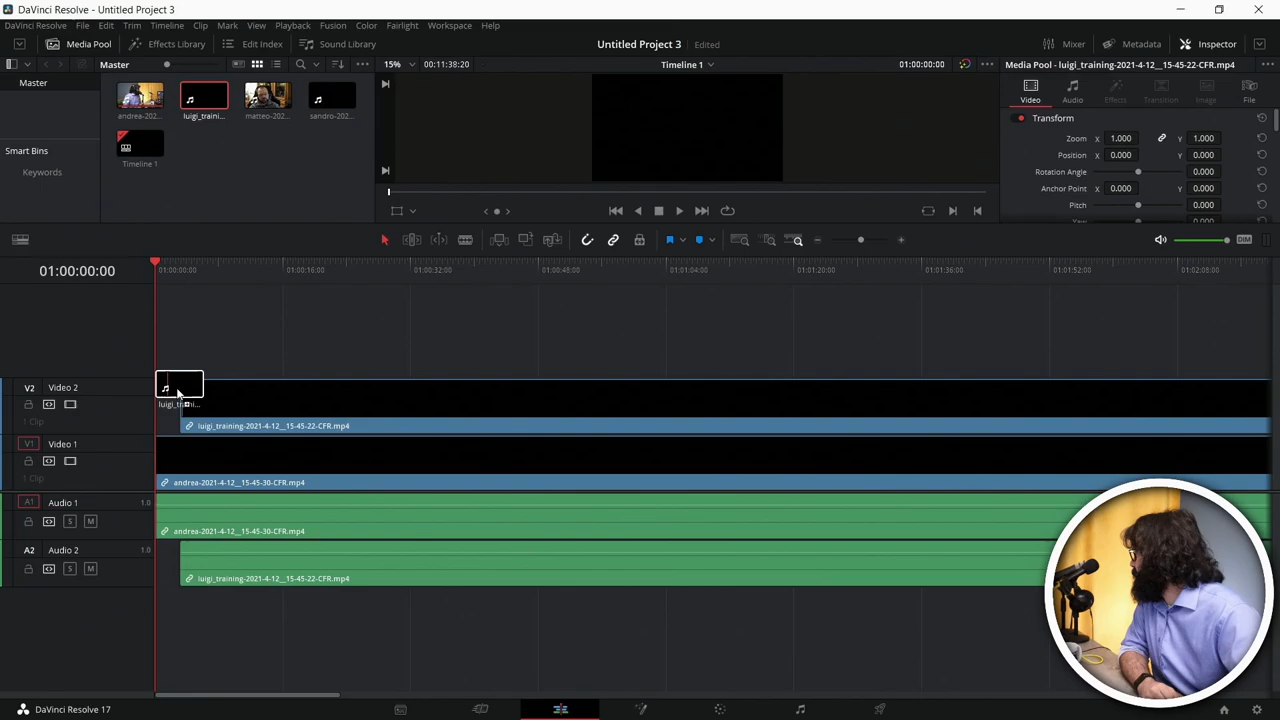 DaVinci Resolve - Untitled Project 3
DaVinci Resolve File Edit Trim Timeline Clip Mark View Playback Fusion Color Fairlight Workspace Help
Media Pool Effects Library Edit Index Sound Library Untitled Project 3 Edited Mixer Metadata Inspector
Master 15% 00:11:38:20 Timeline 1 01:00:00:00 Media Pool - luigi_training-2021-4-12__15-45-22-CFR.mp4
Master
Smart Bins
Keywords
andrea-202... luigi_traini... matteo-202... sandro-202...
Timeline 1
Video Audio Effects Transition Image File
Transform
Zoom X 1.000 Y 1.000
Position X 0.000 Y 0.000
Rotation Angle 0.000
Anchor Point X 0.000 Y 0.000
Pitch 0.000
Yaw 0.000
DIM
01:00:00:00
01:00:00:00 01:00:16:00 01:00:32:00 01:00:48:00 01:01:04:00 01:01:20:00 01:01:36:00 01:01:52:00 01:02:08:00
V2 Video 2
1 Clip
luigi_traini...
luigi_training-2021-4-12__15-45-22-CFR.mp4
V1 Video 1
1 Clip
andrea-2021-4-12__15-45-30-CFR.mp4
A1 Audio 1 1.0
S M
andrea-2021-4-12__15-45-30-CFR.mp4
A2 Audio 2 1.0
S M
luigi_training-2021-4-12__15-45-22-CFR.mp4
DaVinci Resolve 17